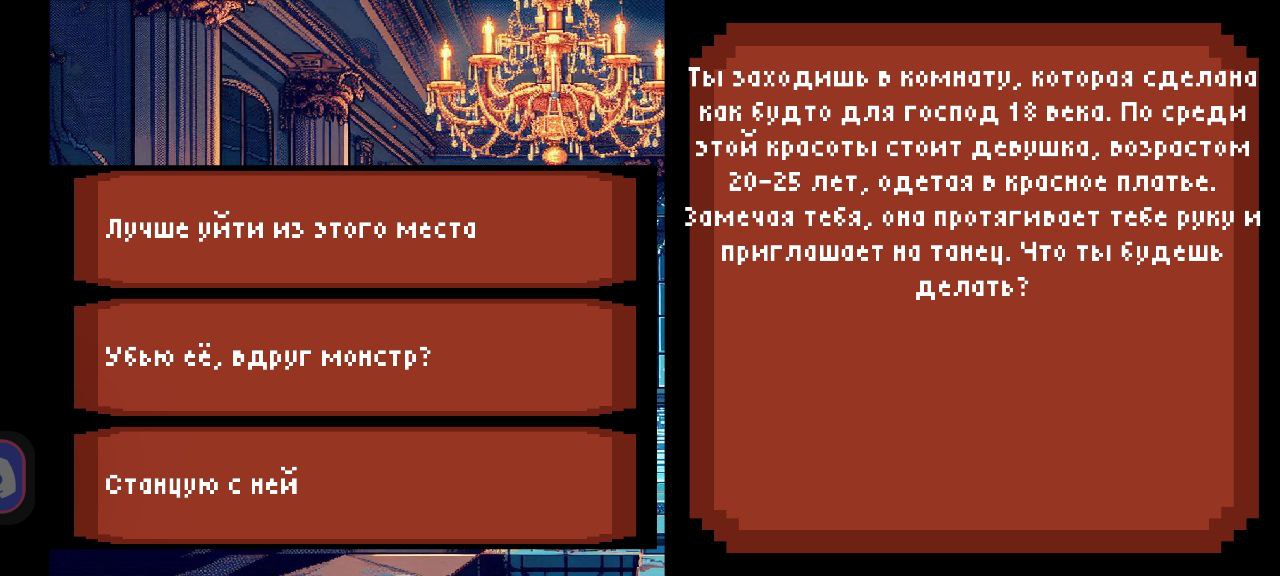 Лучше уйти из этого места
Убью её, вдруг монстр?
Станцую с ней
Ты заходишь в комнату, которая сделана
как будто для господ 18 века. По среди
этой красоты стоит девушка, возрастом
20-25 лет, одетая в красное платье.
Замечая тебя, она протягивает тебе руку и
приглашает на танец. Что ты будешь
делать?